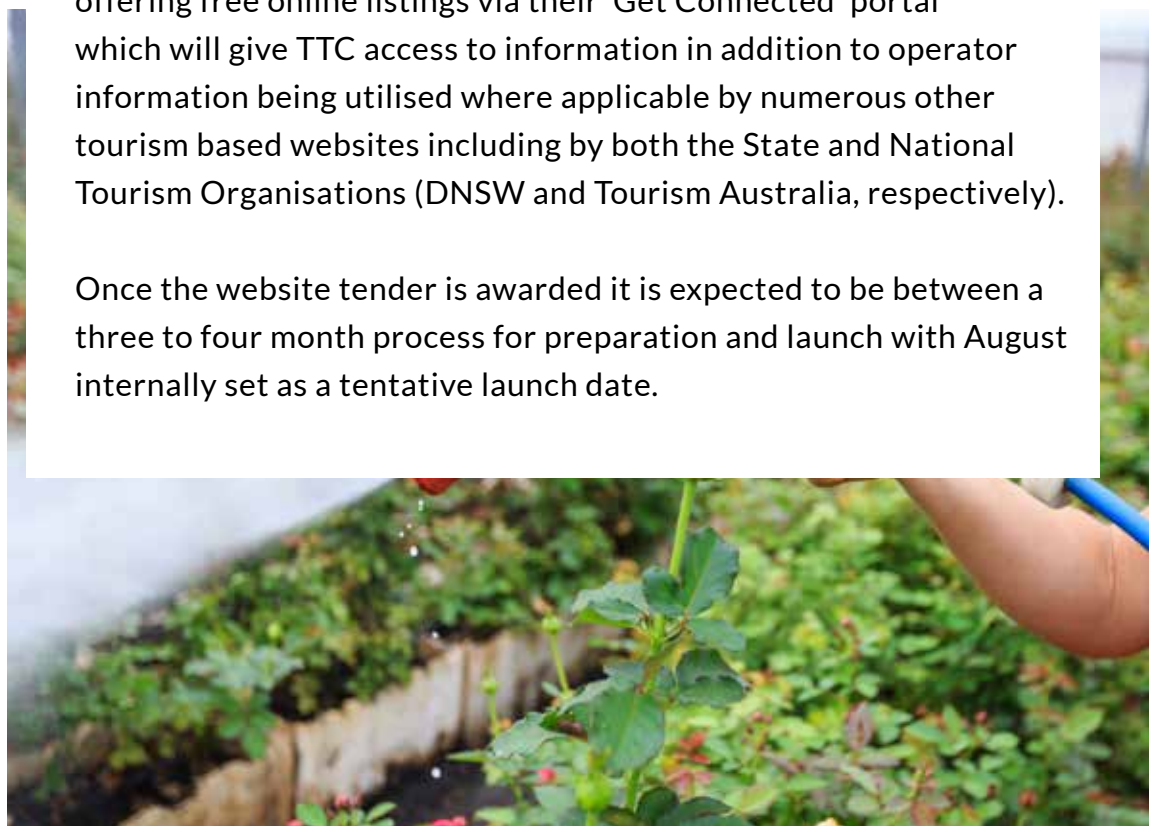 offering free online listings via their 'Get Connected' portal
which will give TTC access to information in addition to operator
information being utilised where applicable by numerous other
tourism based websites including by both the State and National
Tourism Organisations (DNSW and Tourism Australia, respectively).
Once the website tender is awarded it is expected to be between a
three to four month process for preparation and launch with August
internally set as a tentative launch date.